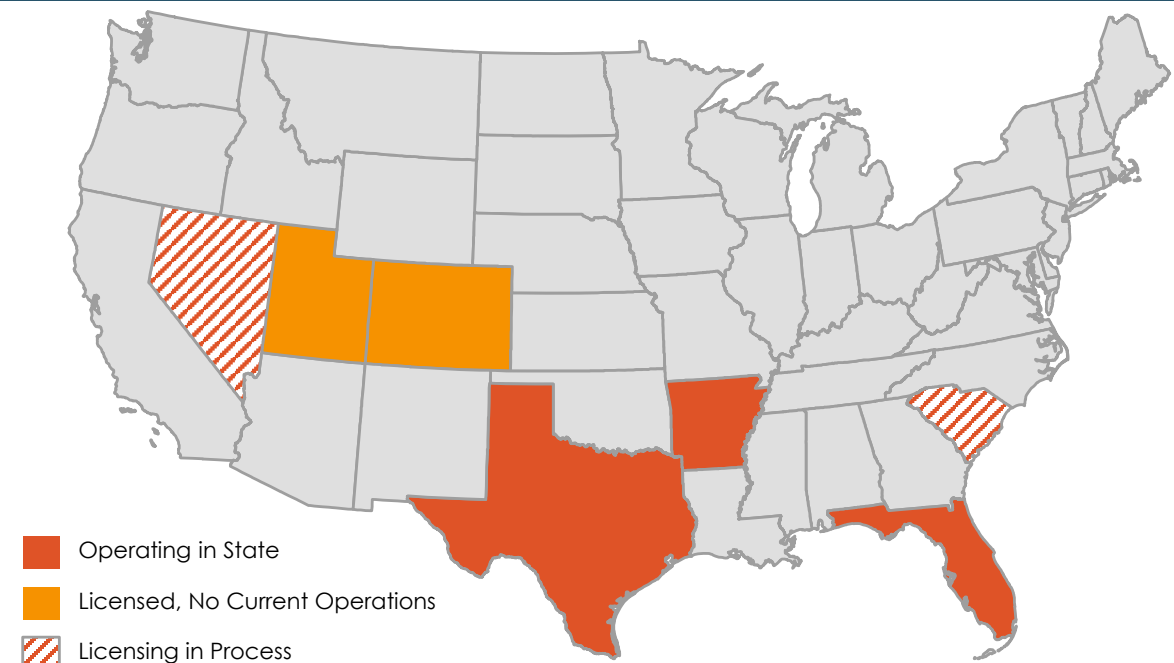 Operating in State
Licensed, No Current Operations
Licensing in Process